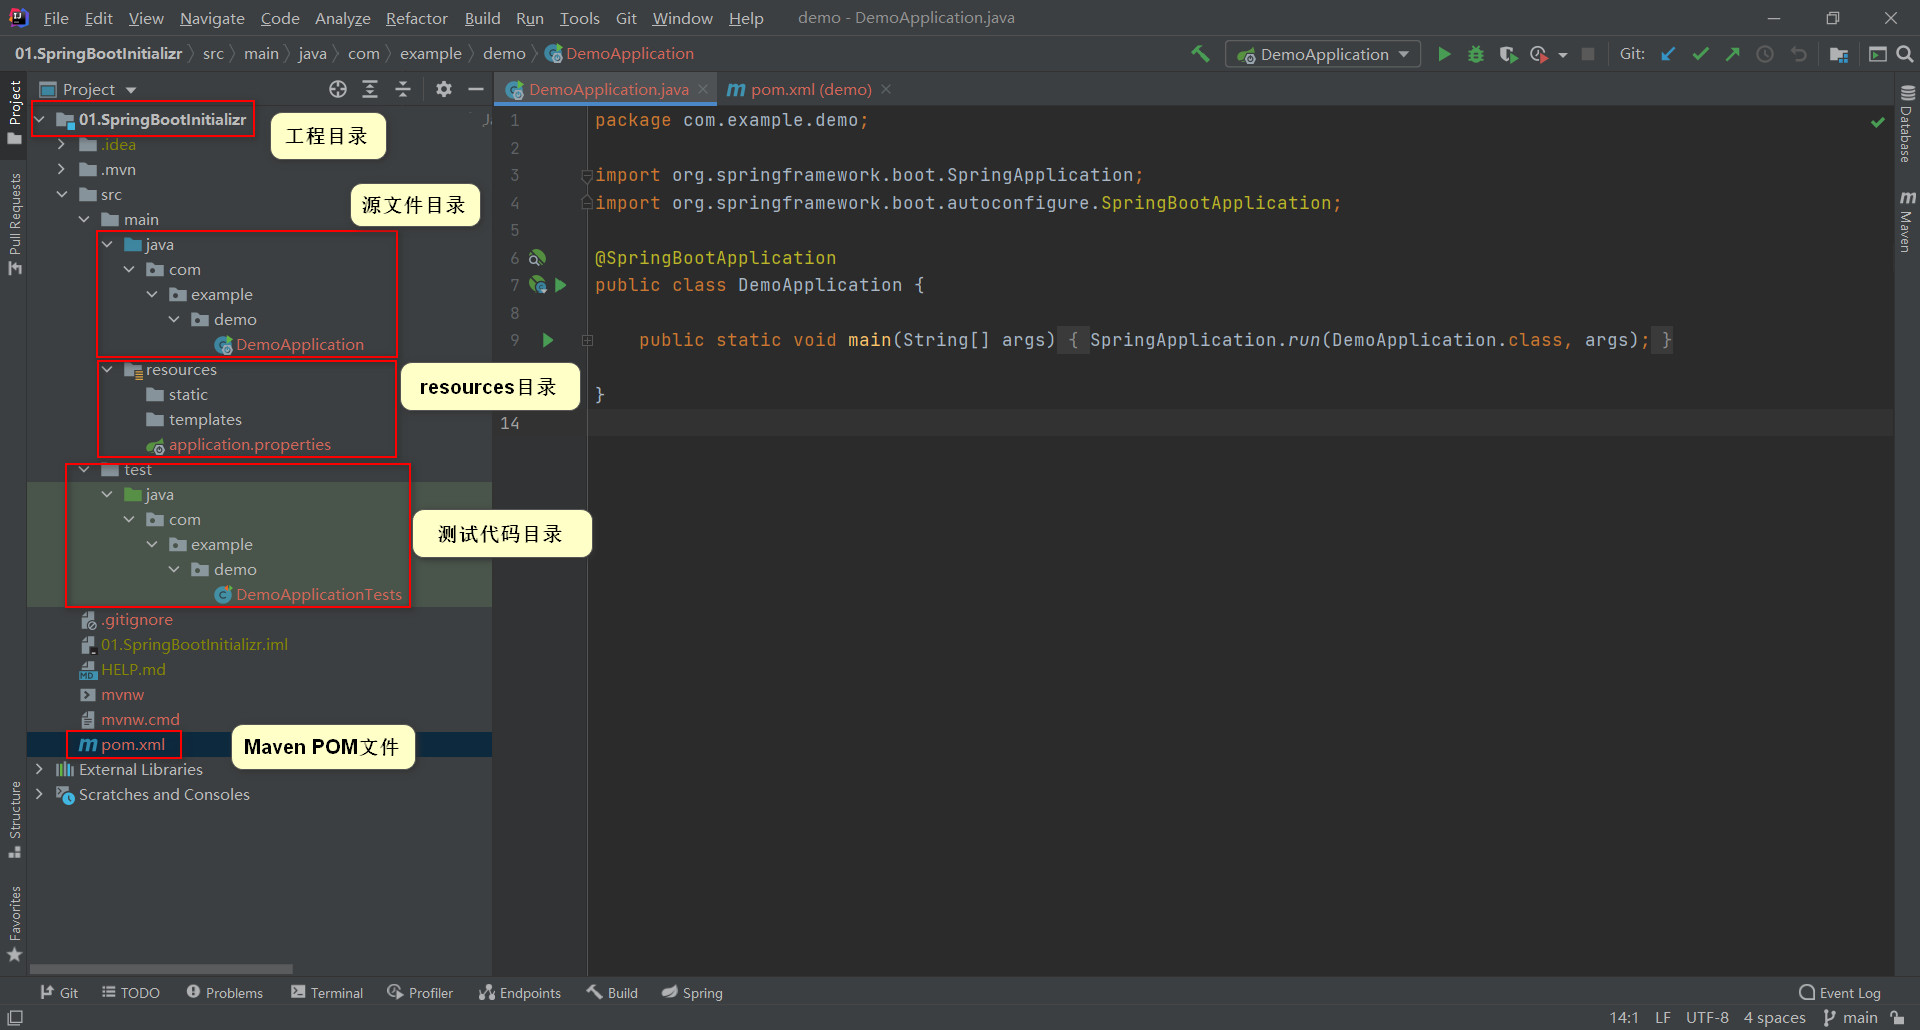 File Edit View Navigate Code Analyze Refactor Build Run Tools Git Window Help demo - DemoApplication.java
01.SpringBootInitializr src main java com example demo DemoApplication
DemoApplication
Git:
Project
DemoApplication.java
pom.xml (demo)
Project
Pull Requests
Structure
Favorites
01.SpringBootInitializr
工程目录
.idea
.mvn
src
源文件目录
main
java
com
example
demo
DemoApplication
resources
resources目录
static
templates
application.properties
test
java
com
测试代码目录
example
demo
DemoApplicationTests
.gitignore
01.SpringBootInitializr.iml
HELP.md
mvnw
mvnw.cmd
pom.xml
Maven POM文件
External Libraries
Scratches and Consoles
1 package com.example.demo;
2
3 import org.springframework.boot.SpringApplication;
4 import org.springframework.boot.autoconfigure.SpringBootApplication;
5
6 @SpringBootApplication
7 public class DemoApplication {
8
9 public static void main(String[] args) { SpringApplication.run(DemoApplication.class, args); }
}
14
Database
Maven
Git TODO Problems Terminal Profiler Endpoints Build Spring Event Log
14:1 LF UTF-8 4 spaces main